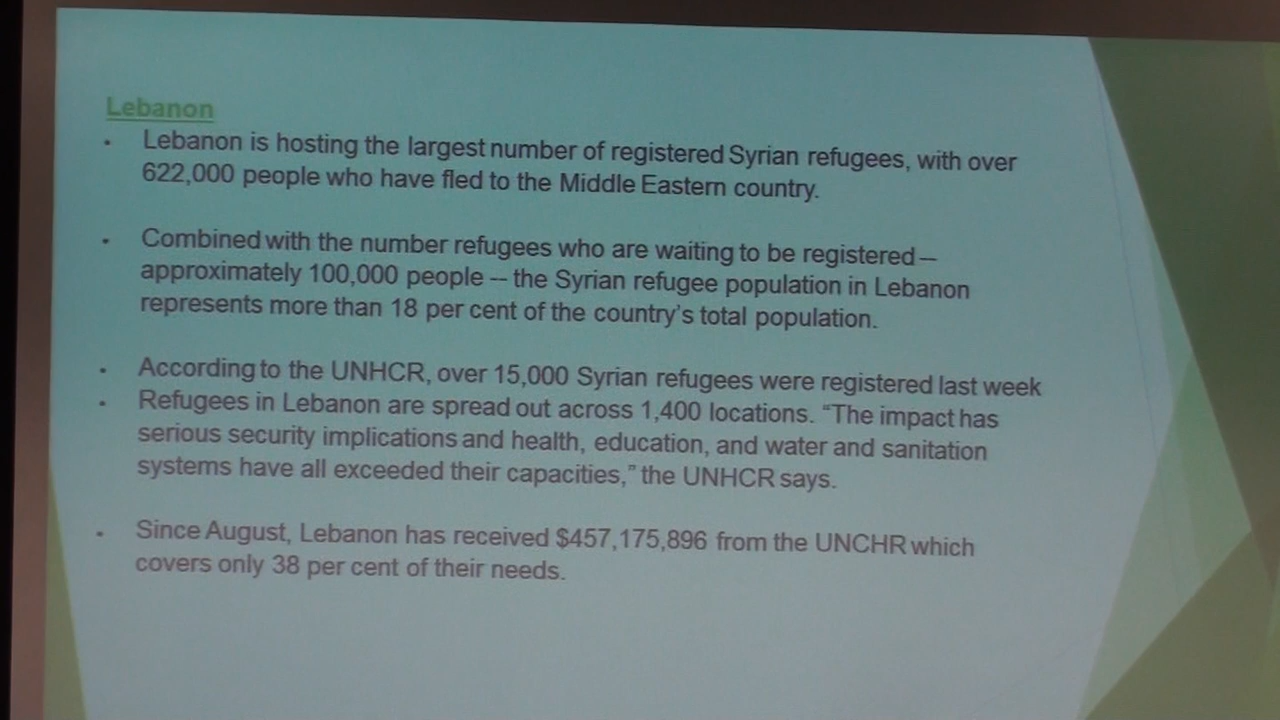 Lebanon
• Lebanon is hosting the largest number of registered Syrian refugees, with over
622,000 people who have fled to the Middle Eastern country.
• Combined with the number refugees who are waiting to be registered –
approximately 100,000 people – the Syrian refugee population in Lebanon
represents more than 18 per cent of the country's total population.
• According to the UNHCR, over 15,000 Syrian refugees were registered last week
• Refugees in Lebanon are spread out across 1,400 locations. “The impact has
serious security implications and health, education, and water and sanitation
systems have all exceeded their capacities,” the UNHCR says.
• Since August, Lebanon has received $457,175,896 from the UNCHR which
covers only 38 per cent of their needs.